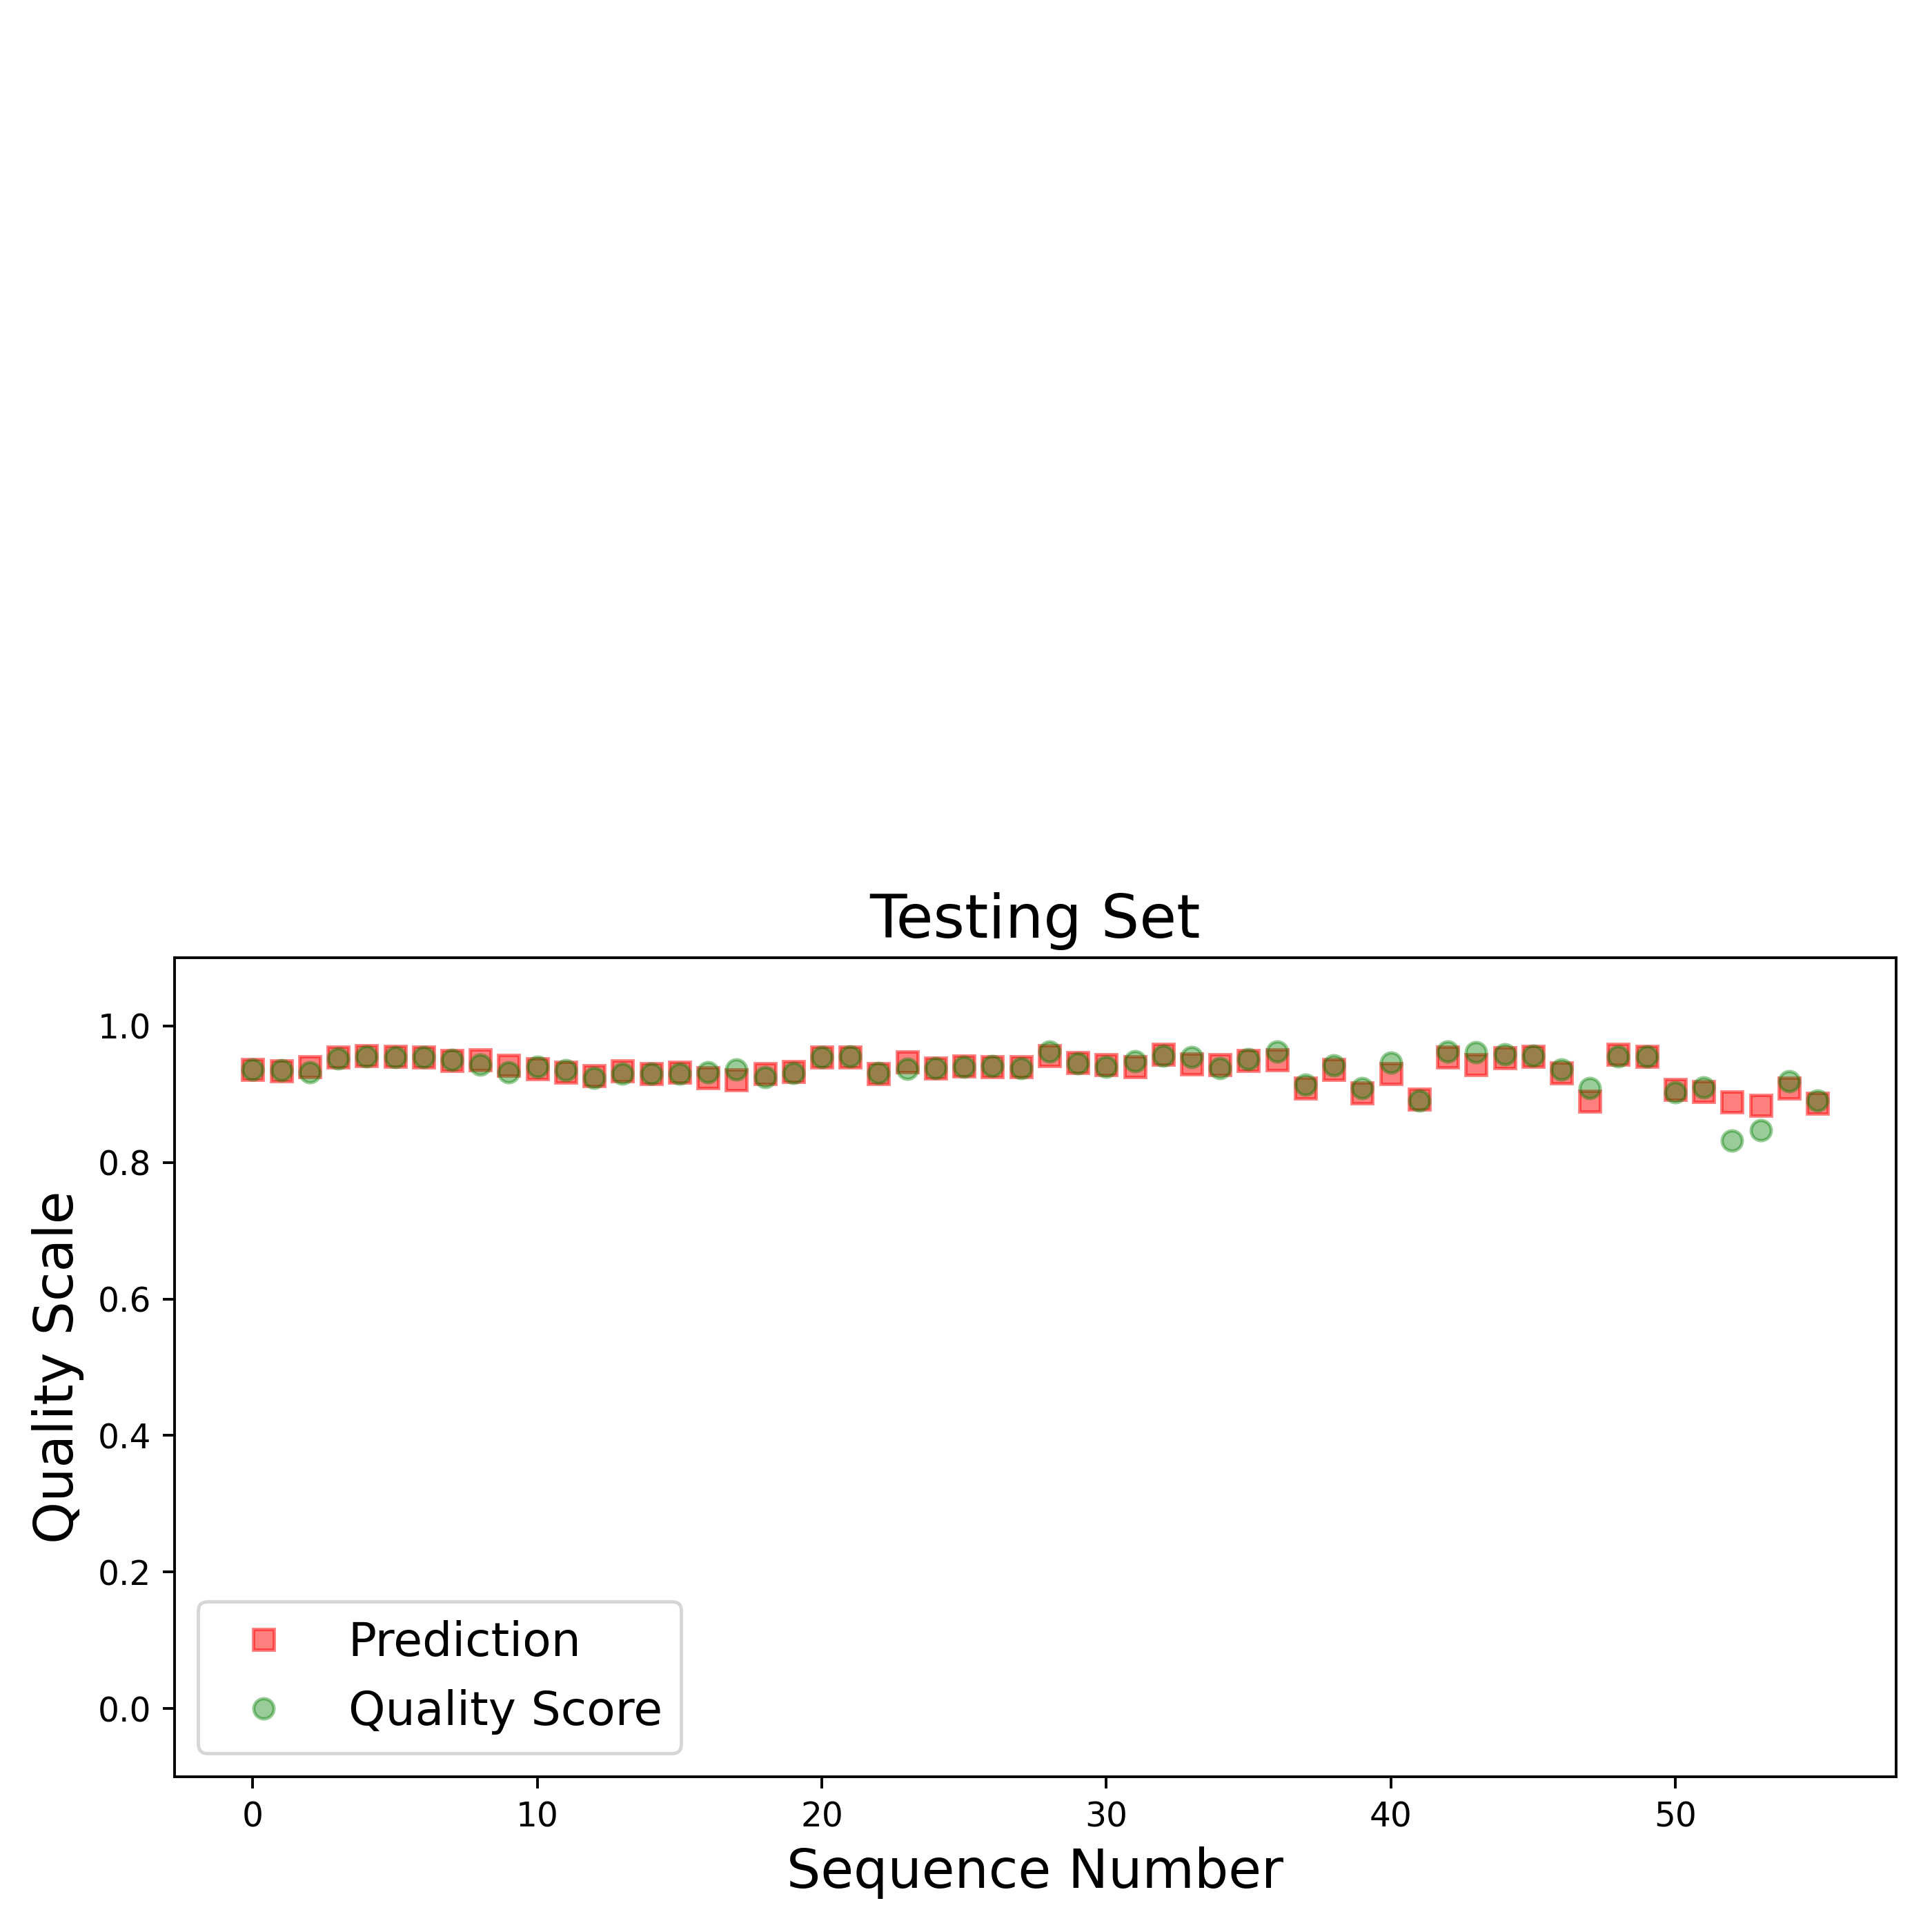 Testing Set
Quality Scale
1.0
0.8
0.6
0.4
0.2
0.0
Prediction
Quality Score
0 10 20 30 40 50
Sequence Number